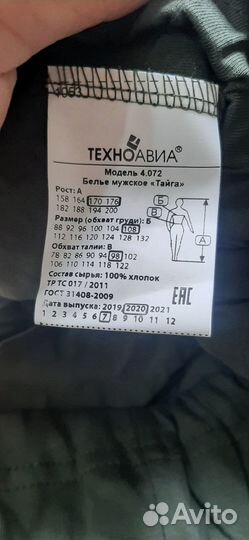 4063
ТЕХНОАВИА®
Модель 4.072
Белье мужское «Тайга»
Рост: А
158 164 170 176
182 188 194 200
Размер (обхват груди): Б
88 92 96 100 104 108
112 116 120 124 128 132
Обхват талии: В
78 82 86 90 94 98 102
106 110 114 118 122
Состав сырья: 100% хлопок
ТР ТС 017 / 2011
ГОСТ 31408-2009
Дата выпуска: 2019 2020 2021
1 2 3 4 5 6 7 8 9 10 11 12
Б
В
А
EAC
Avito